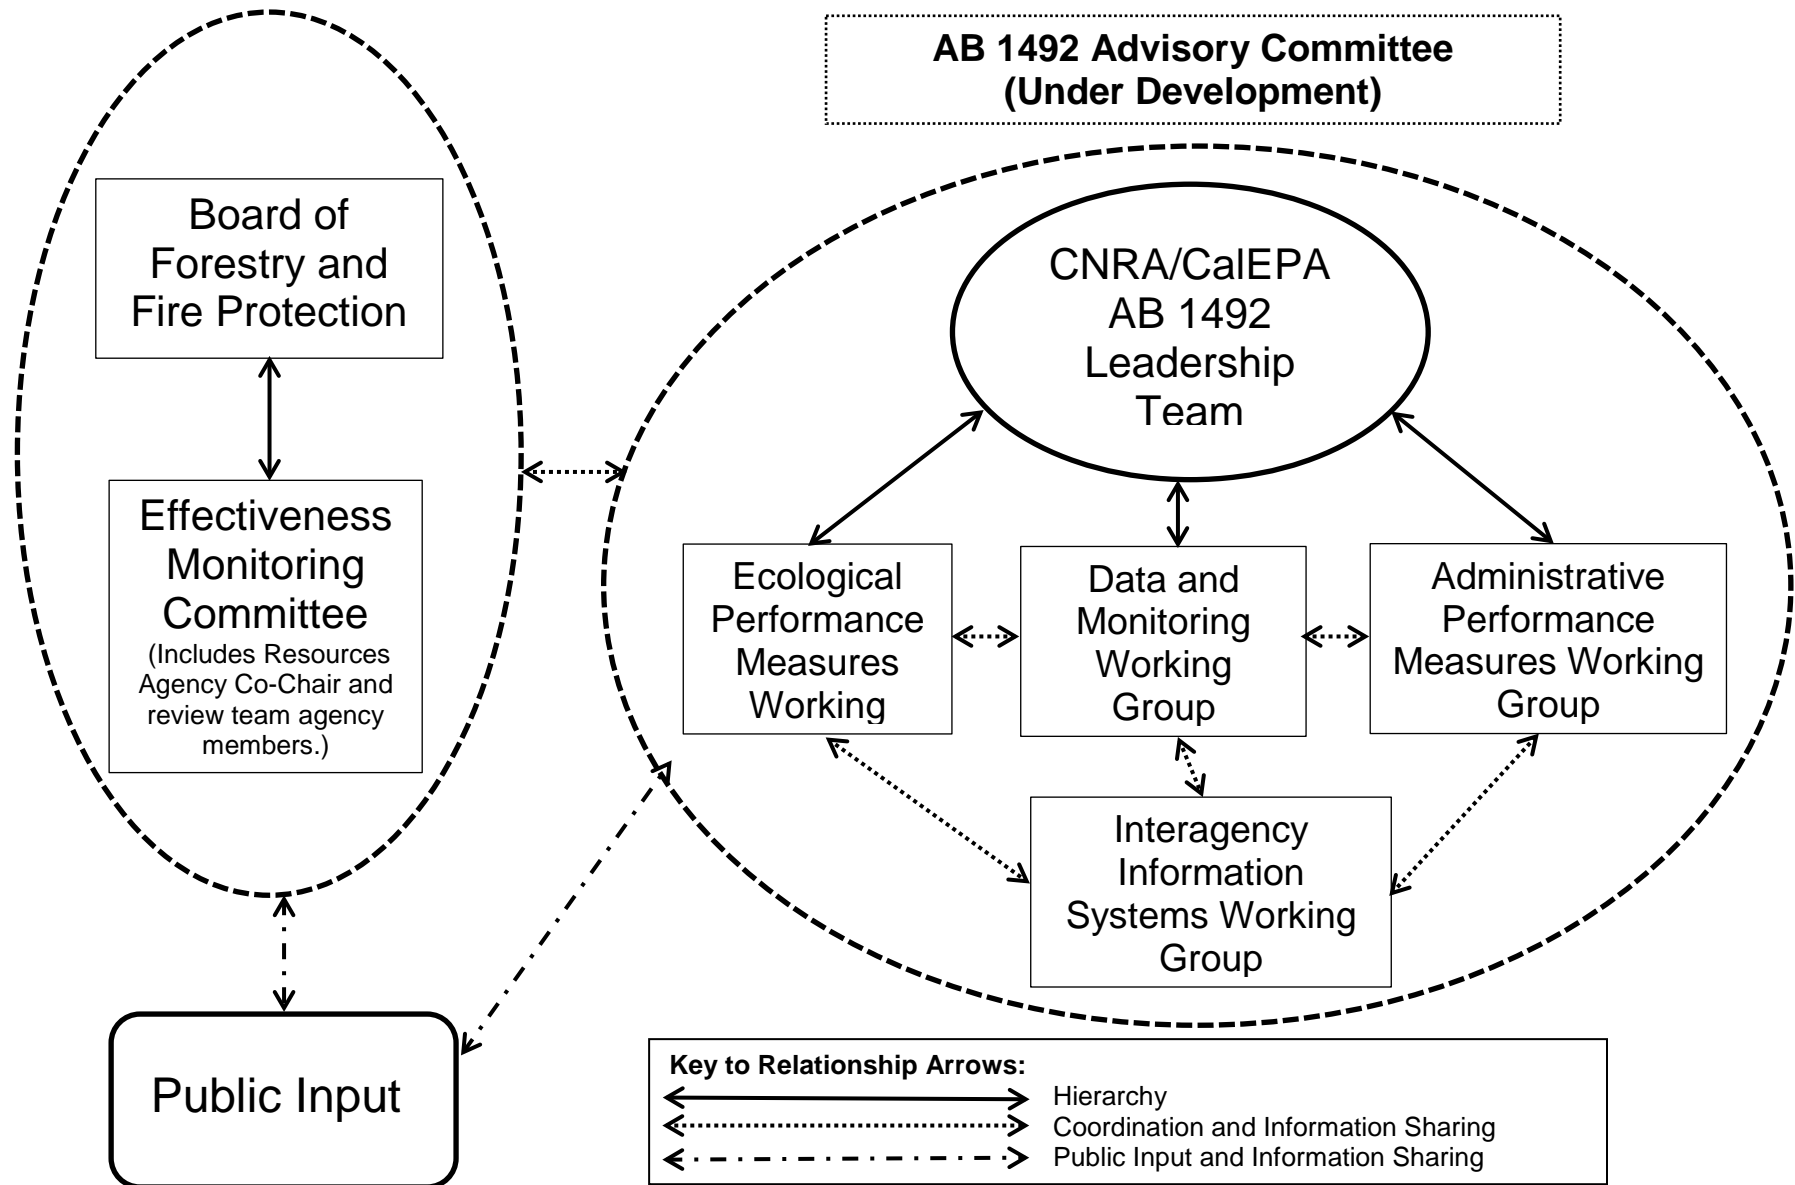 AB 1492 Advisory Committee
(Under Development)
Board of
Forestry and
Fire Protection
Effectiveness
Monitoring
Committee
(Includes Resources
Agency Co-Chair and
review team agency
members.)
CNRA/CalEPA
AB 1492
Leadership
Team
Ecological
Performance
Measures
Working
Data and
Monitoring
Working
Group
Administrative
Performance
Measures Working
Group
Interagency
Information
Systems Working
Group
Public Input
Key to Relationship Arrows:
Hierarchy
Coordination and Information Sharing
Public Input and Information Sharing